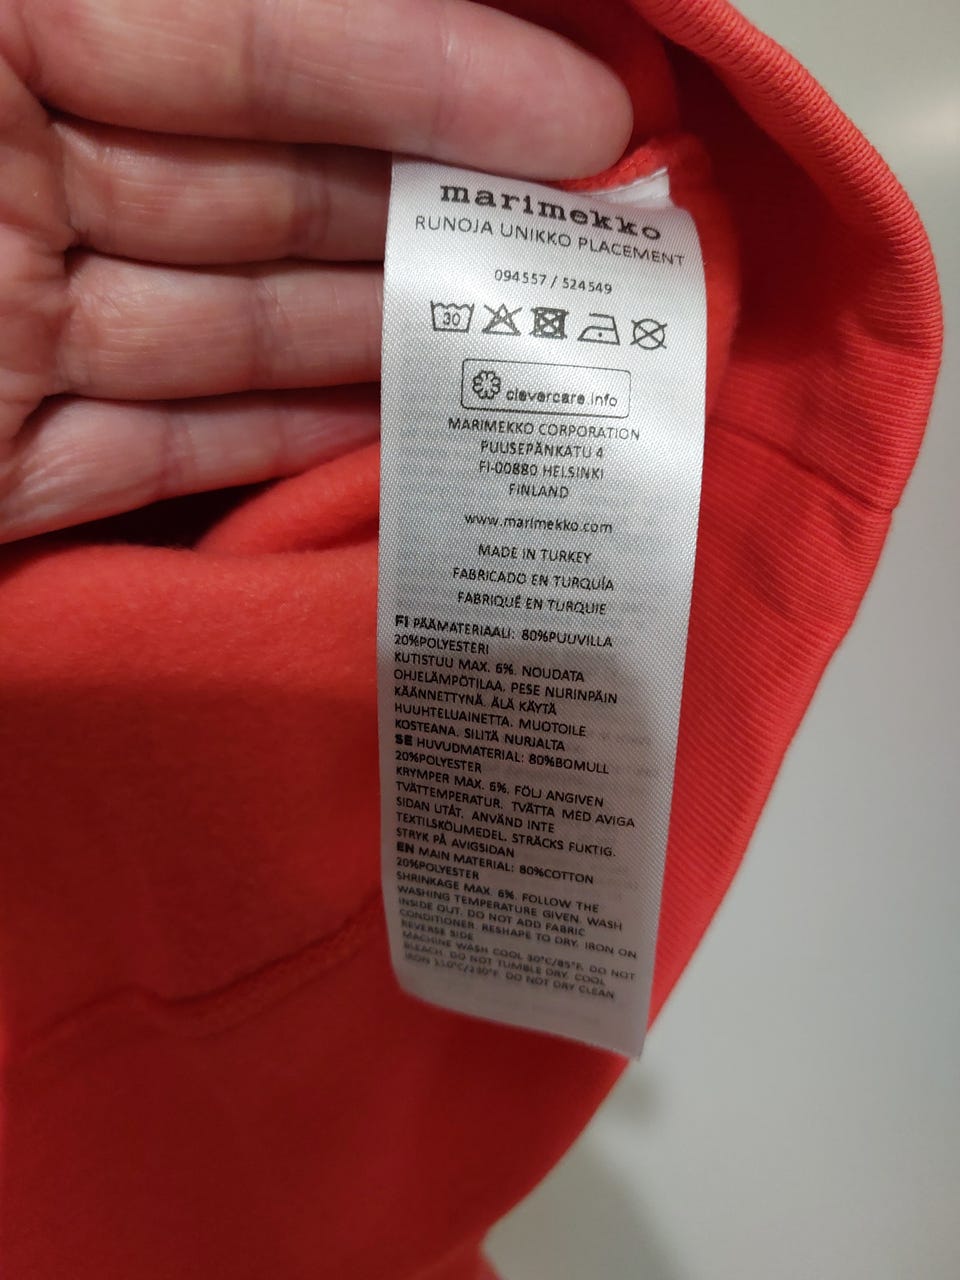 marimekko
RUNOJA UNIKKO PLACEMENT
094557 / 524549
30
clevercare.info
MARIMEKKO CORPORATION
PUUSEPÄNKATU 4
FI-00880 HELSINKI
FINLAND
www.marimekko.com
MADE IN TURKEY
FABRICADO EN TURQUÍA
FABRIQUÉ EN TURQUIE
FI PÄÄMATERIAALI: 80%PUUVILLA
20%POLYESTERI
KUTISTUU MAX. 6%. NOUDATA
OHJELÄMPÖTILAA. PESE NURINPÄIN
KÄÄNNETTYNÄ. ÄLÄ KÄYTÄ
HUUHTELUAINETTA. MUOTOILE
KOSTEANA. SILITÄ NURJALTA
SE HUVUDMATERIAL: 80%BOMULL
20%POLYESTER
KRYMPER MAX. 6%. FÖLJ ANGIVEN
TVÄTTEMPERATUR. TVÄTTA MED AVIGA
SIDAN UTÅT. ANVÄND INTE
TEXTILSKÖLJMEDEL. STRÄCKS FUKTIG.
STRYK PÅ AVIGSIDAN
EN MAIN MATERIAL: 80%COTTON
20%POLYESTER
SHRINKAGE MAX. 6%. FOLLOW THE
WASHING TEMPERATURE GIVEN. WASH
INSIDE OUT. DO NOT ADD FABRIC
CONDITIONER. RESHAPE TO DRY. IRON ON
REVERSE SIDE
MACHINE WASH COOL 30°C/85°F. DO NOT
BLEACH. DO NOT TUMBLE DRY. COOL
IRON 110°C/230°F. DO NOT DRY CLEAN